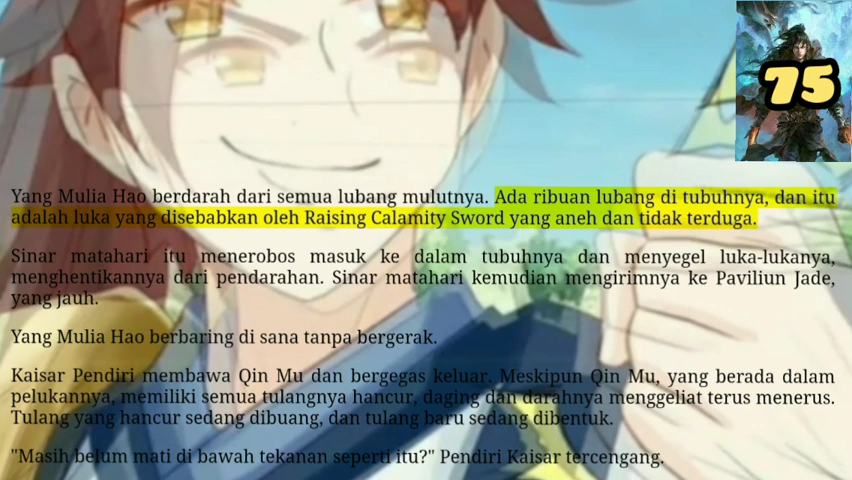 75
Yang Mulia Hao berdarah dari semua lubang mulutnya. Ada ribuan lubang di tubuhnya, dan itu
adalah luka yang disebabkan oleh Raising Calamity Sword yang aneh dan tidak terduga.
Sinar matahari itu menerobos masuk ke dalam tubuhnya dan menyegel luka-lukanya,
menghentikannya dari pendarahan. Sinar matahari kemudian mengirimnya ke Paviliun Jade,
yang jauh.
Yang Mulia Hao berbaring di sana tanpa bergerak.
Kaisar Pendiri membawa Qin Mu dan bergegas keluar. Meskipun Qin Mu, yang berada dalam
pelukannya, memiliki semua tulangnya hancur, daging dan darahnya menggeliat terus menerus.
Tulang yang hancur sedang dibuang, dan tulang baru sedang dibentuk.
"Masih belum mati di bawah tekanan seperti itu?" Pendiri Kaisar tercengang.